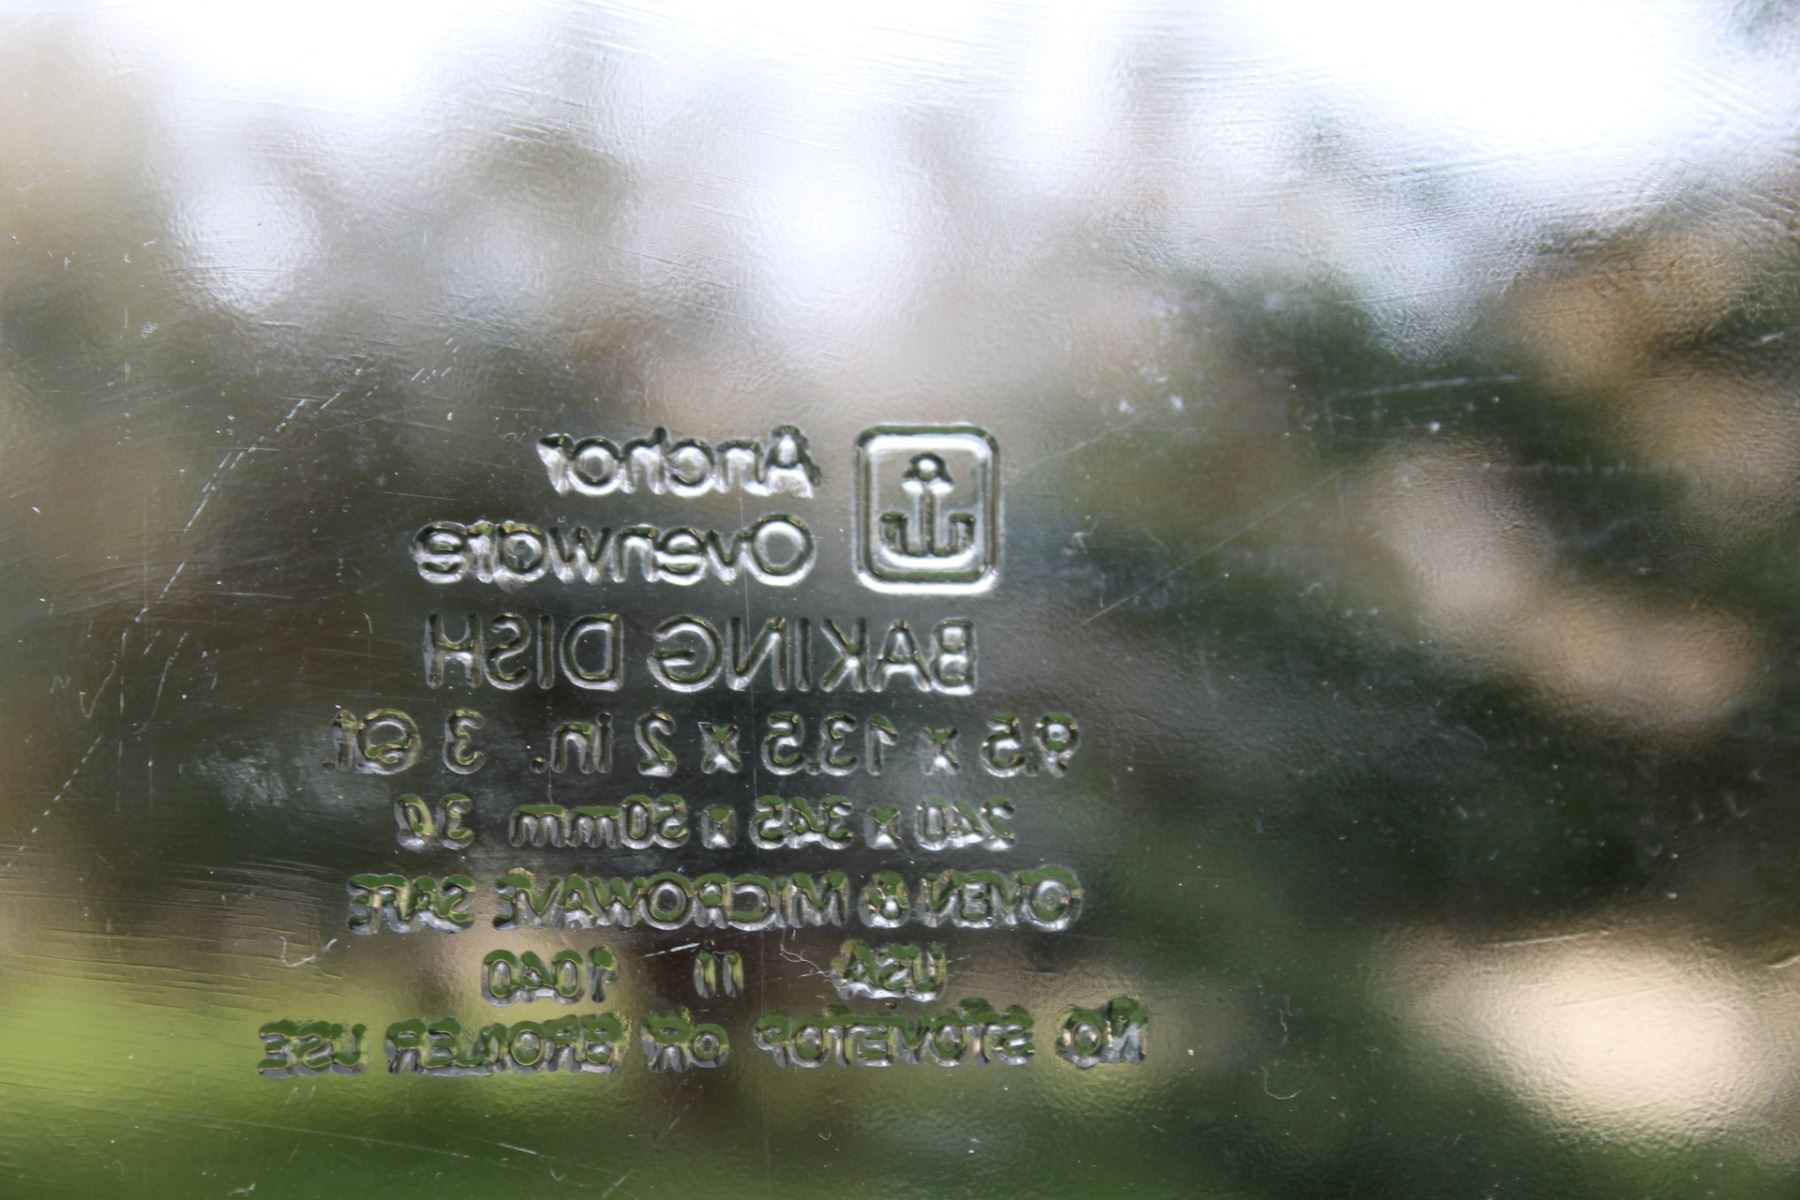 Anchor
Ovenware
BAKING DISH
9.5 x 13.5 x 2 in. 3 Qt.
240 x 345 x 50mm 3ℓ
OVEN & MICROWAVE SAFE
USA 11 1040
NO STOVETOP OR BROILER USE